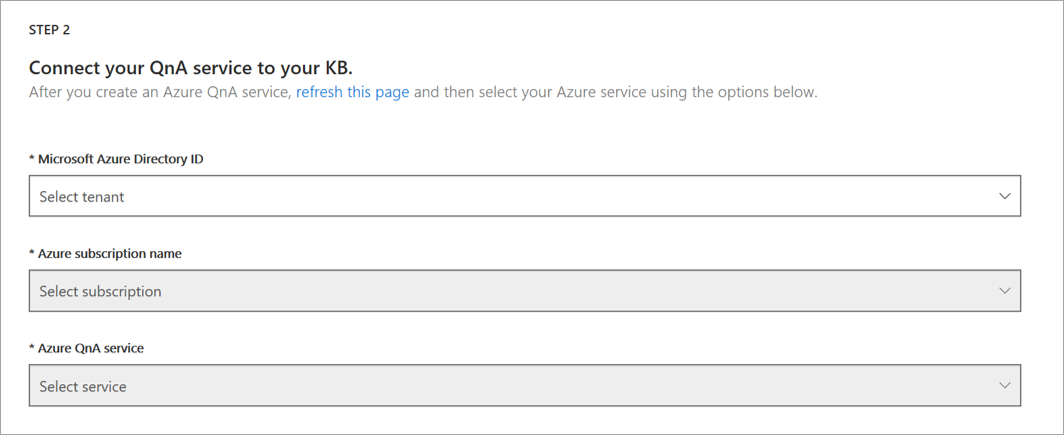 STEP 2
Connect your QnA service to your KB.
After you create an Azure QnA service, refresh this page and then select your Azure service using the options below.
* Microsoft Azure Directory ID
Select tenant
* Azure subscription name
Select subscription
* Azure QnA service
Select service